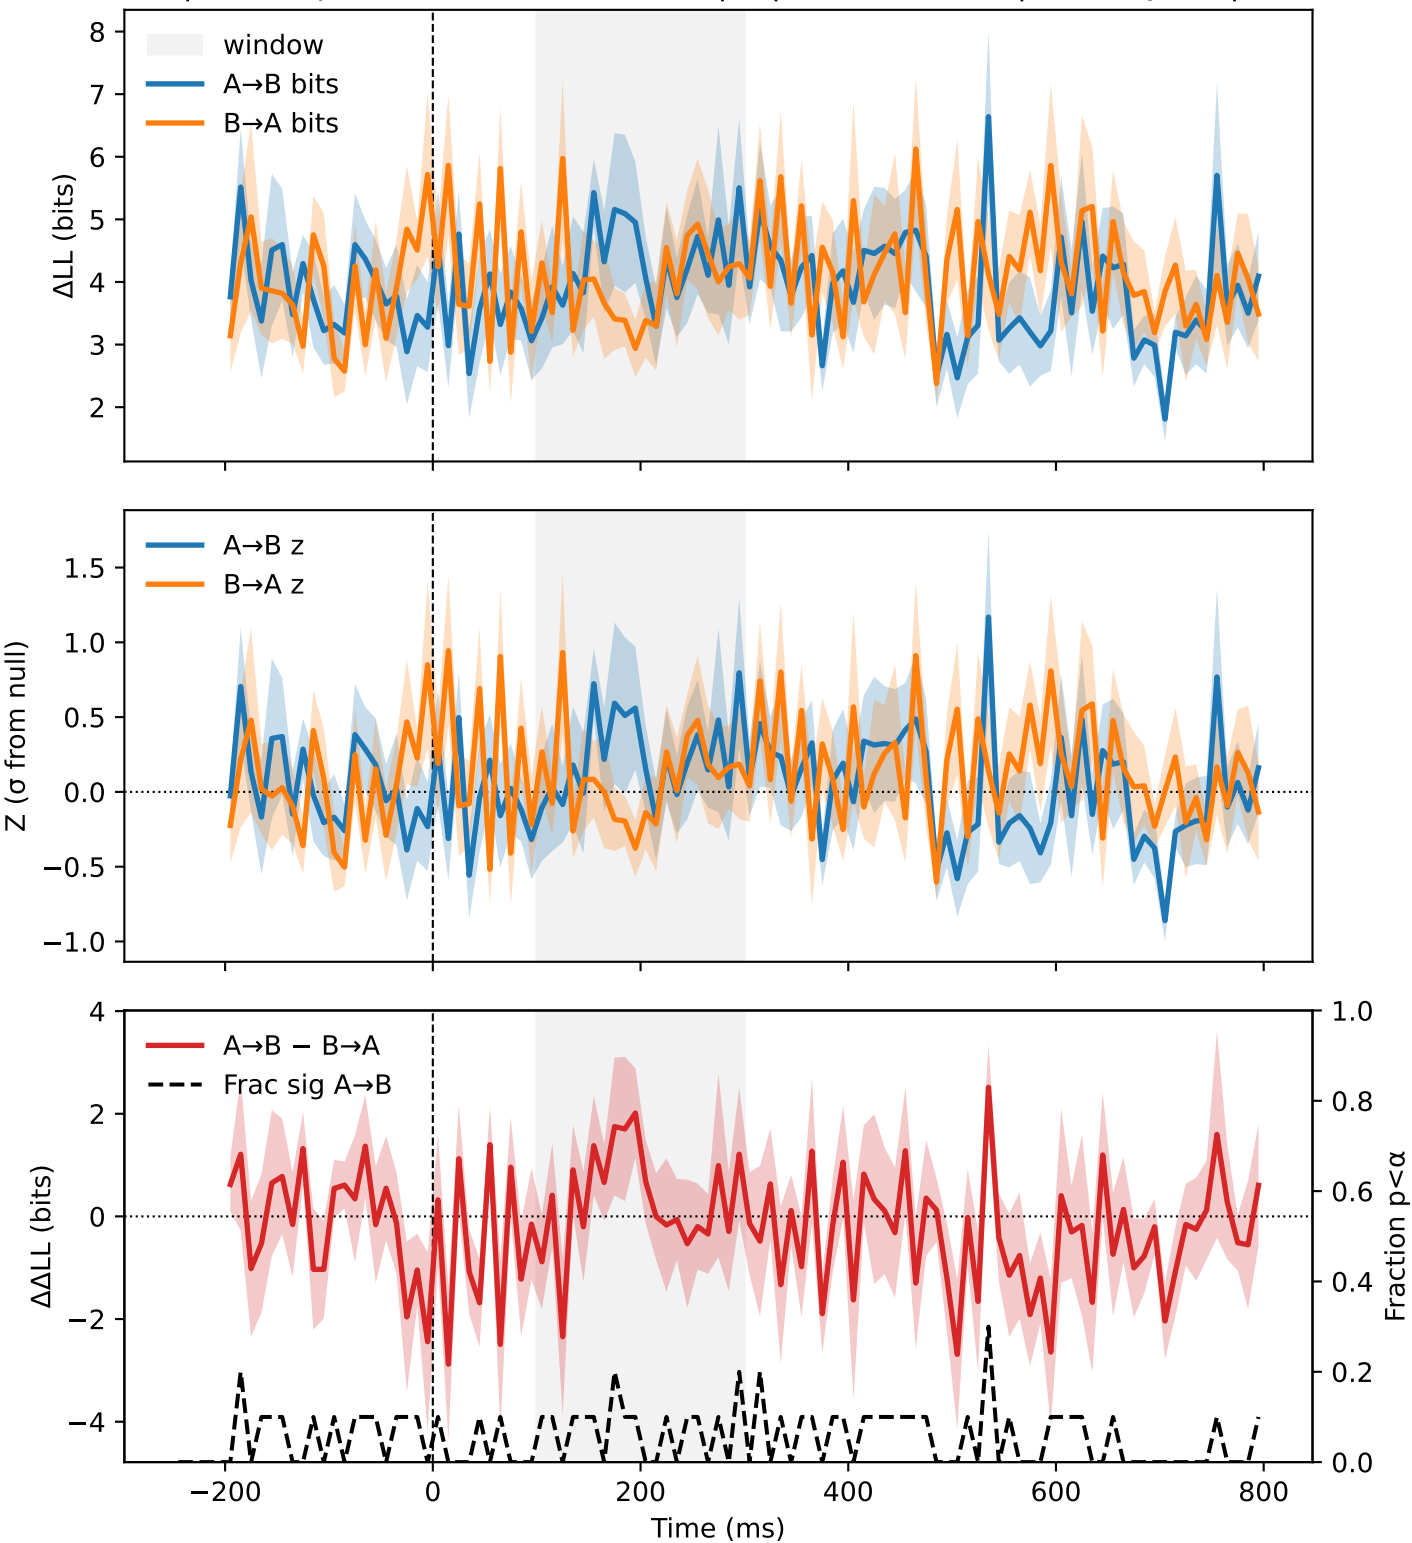 8
7
6
5
4
3
2
ΔLL (bits)
window
A→B bits
B→A bits
1.5
1.0
0.5
0.0
−0.5
−1.0
Z (σ from null)
A→B z
B→A z
4
2
0
−2
−4
ΔΔLL (bits)
A→B − B→A
Frac sig A→B
1.0
0.8
0.6
0.4
0.2
0.0
Fraction p<α
−200 0 200 400 600 800
Time (ms)